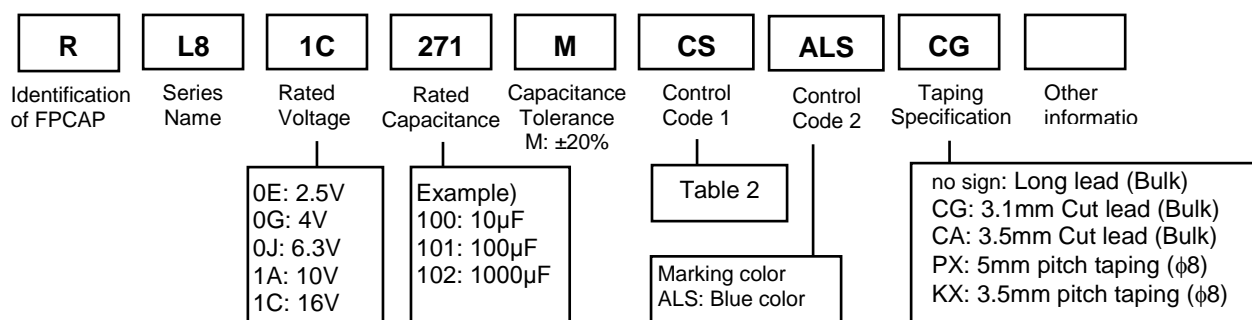 R L8 1C 271 M CS ALS CG
Identification of FPCAP
Series Name
Rated Voltage
Rated Capacitance
Capacitance Tolerance M: ±20%
Control Code 1
Control Code 2
Taping Specification
Other informatio
0E: 2.5V
0G: 4V
0J: 6.3V
1A: 10V
1C: 16V
Example)
100: 10µF
101: 100µF
102: 1000µF
Table 2
Marking color
ALS: Blue color
no sign: Long lead (Bulk)
CG: 3.1mm Cut lead (Bulk)
CA: 3.5mm Cut lead (Bulk)
PX: 5mm pitch taping (ϕ8)
KX: 3.5mm pitch taping (ϕ8)